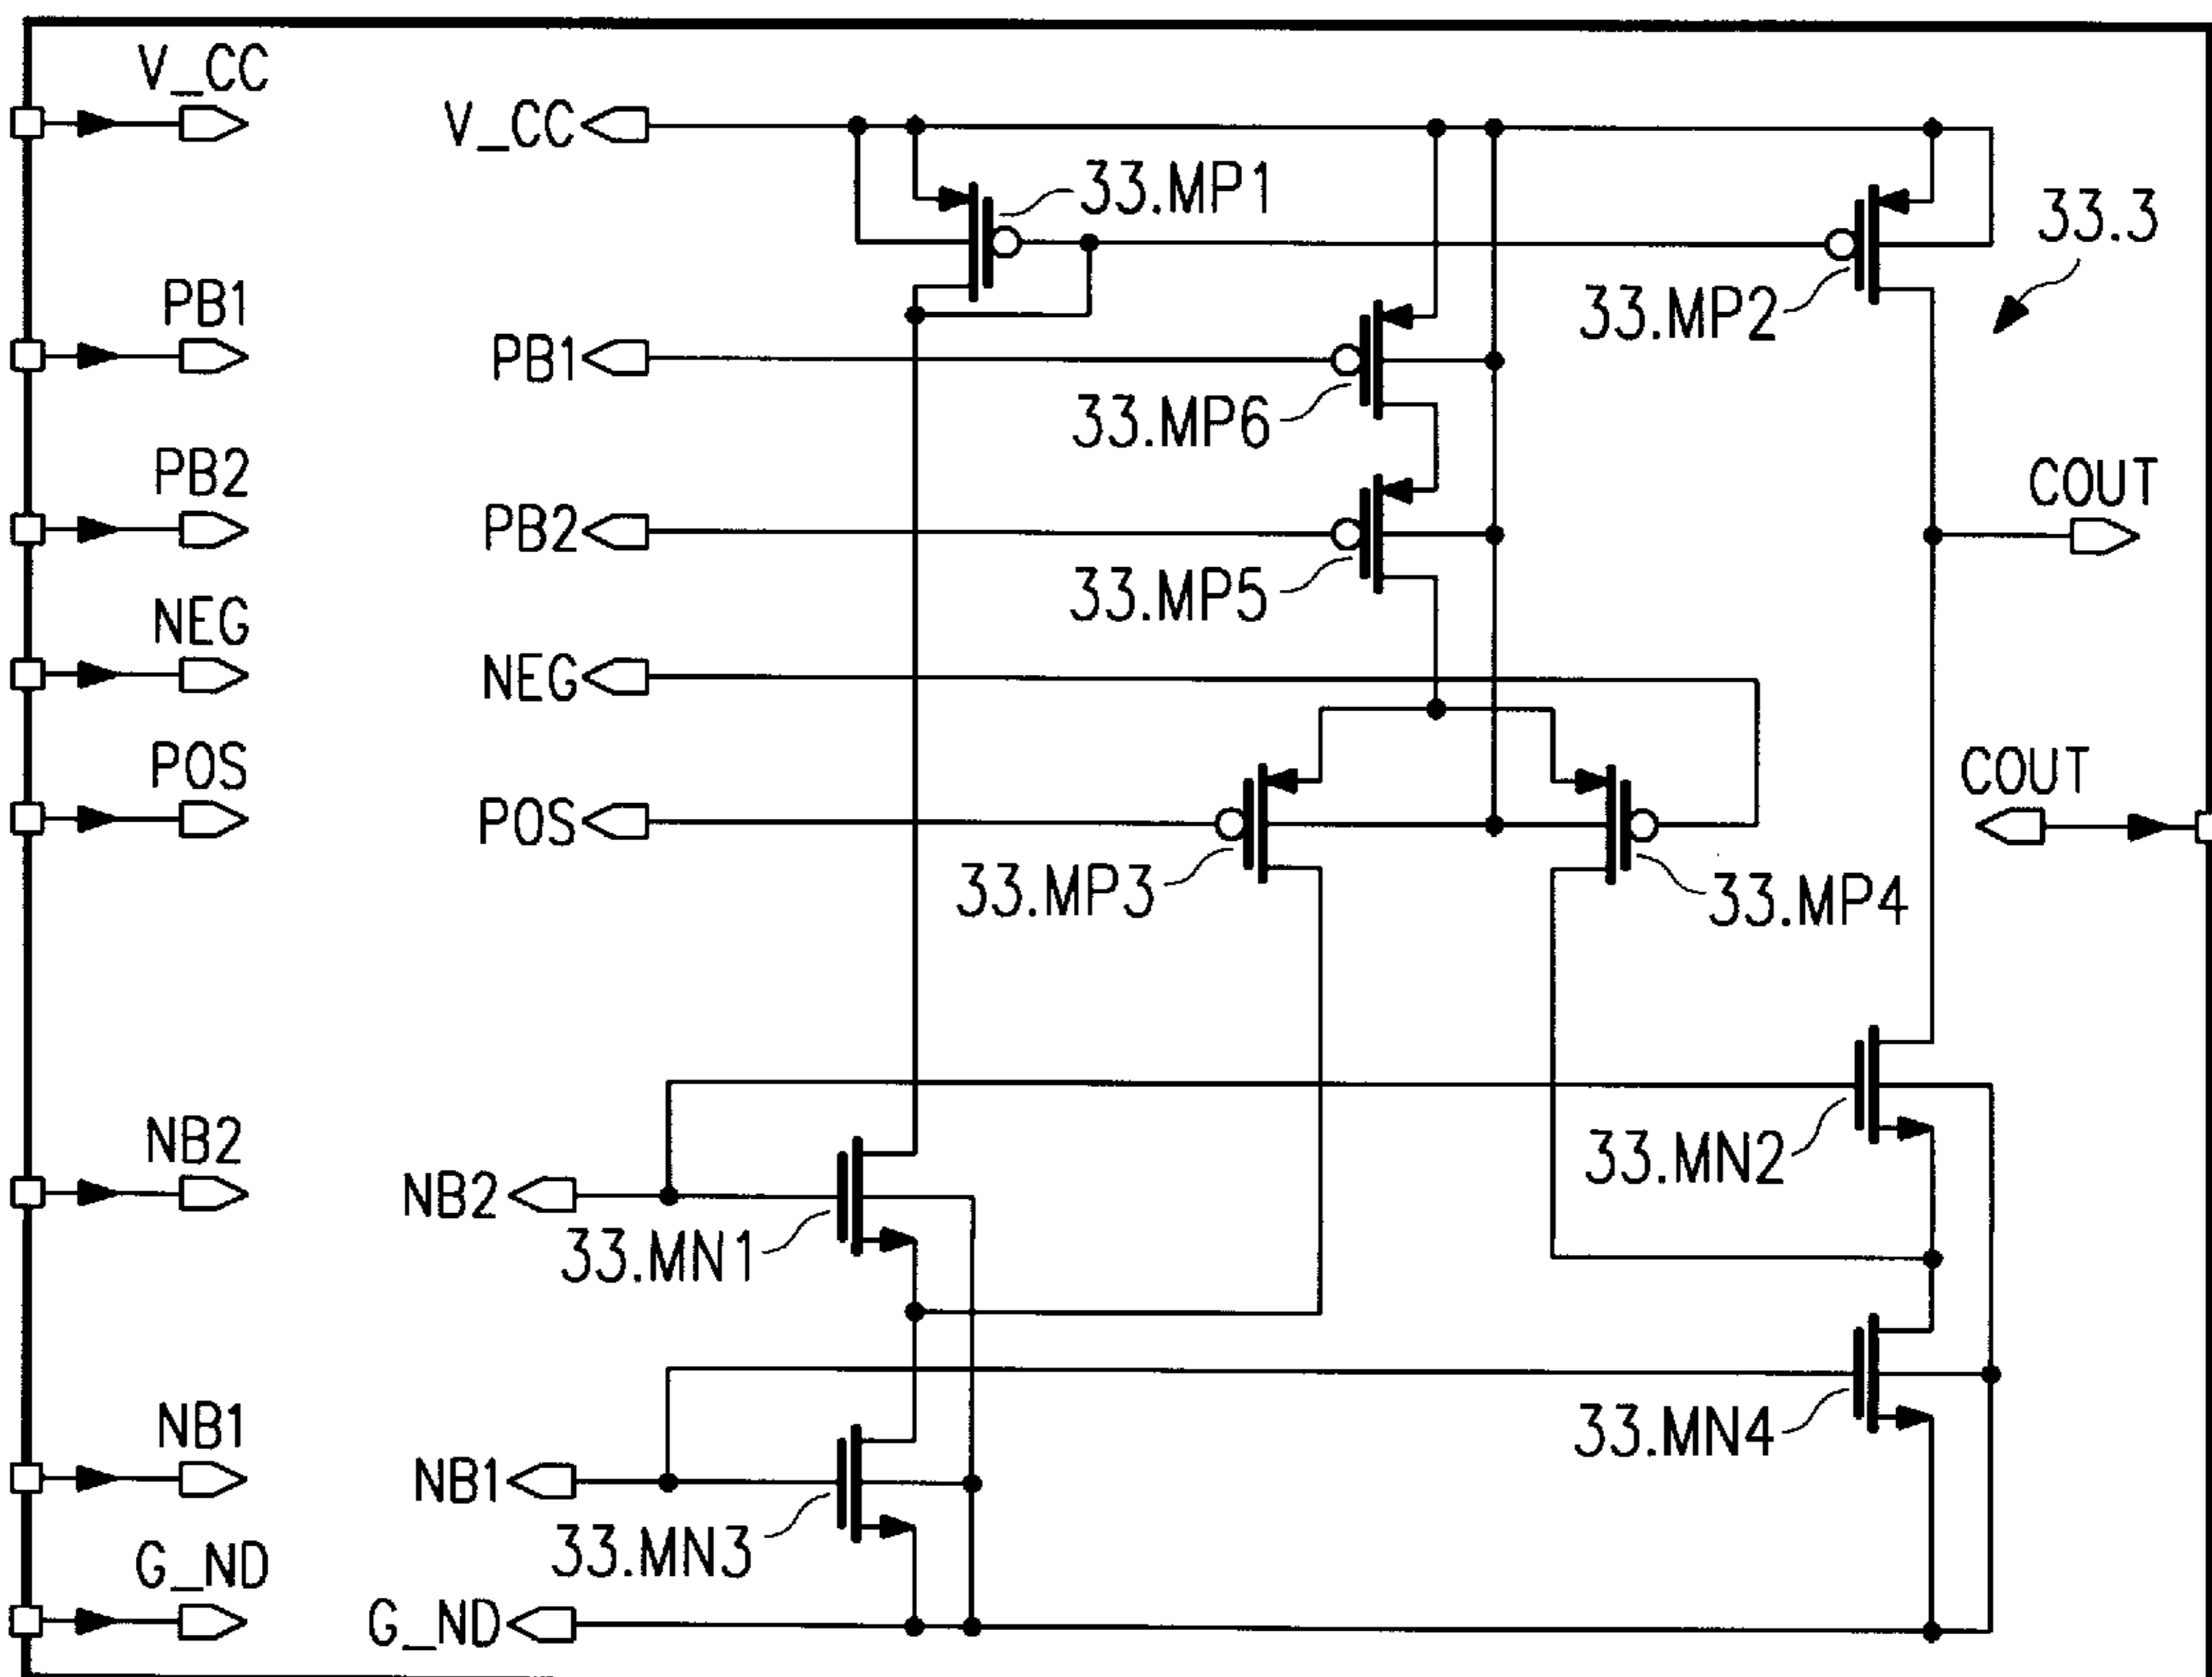 V_CC
V_CC
33.MP1
33.3
PB1
33.MP2
PB1
33.MP6
PB2
COUT
PB2
33.MP5
NEG
NEG
POS
COUT
POS
33.MP3
33.MP4
NB2
33.MN2
NB2
33.MN1
NB1
33.MN4
NB1
33.MN3
G_ND
G_ND